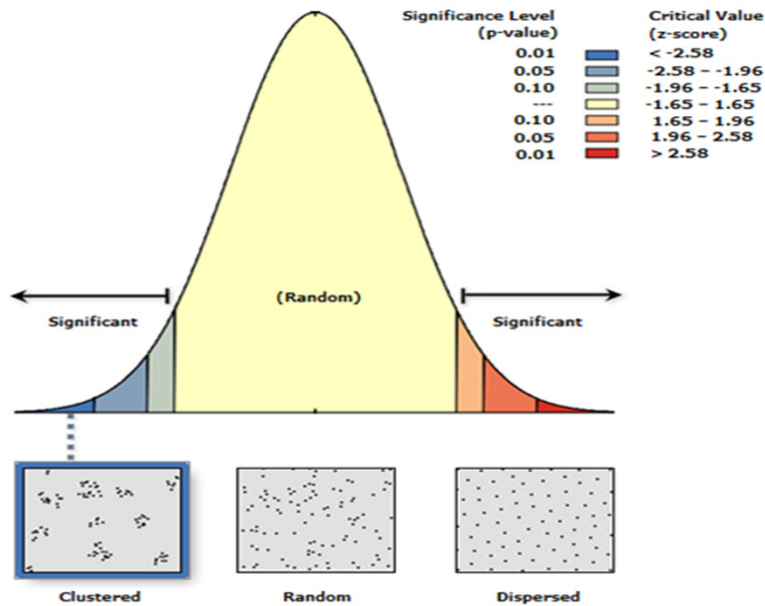 Significance Level Critical Value
(p-value) (z-score)
0.01 < -2.58
0.05 -2.58 – -1.96
0.10 -1.96 – -1.65
--- -1.65 – 1.65
0.10 1.65 – 1.96
0.05 1.96 – 2.58
0.01 > 2.58
(Random)
Significant Significant
Clustered Random Dispersed